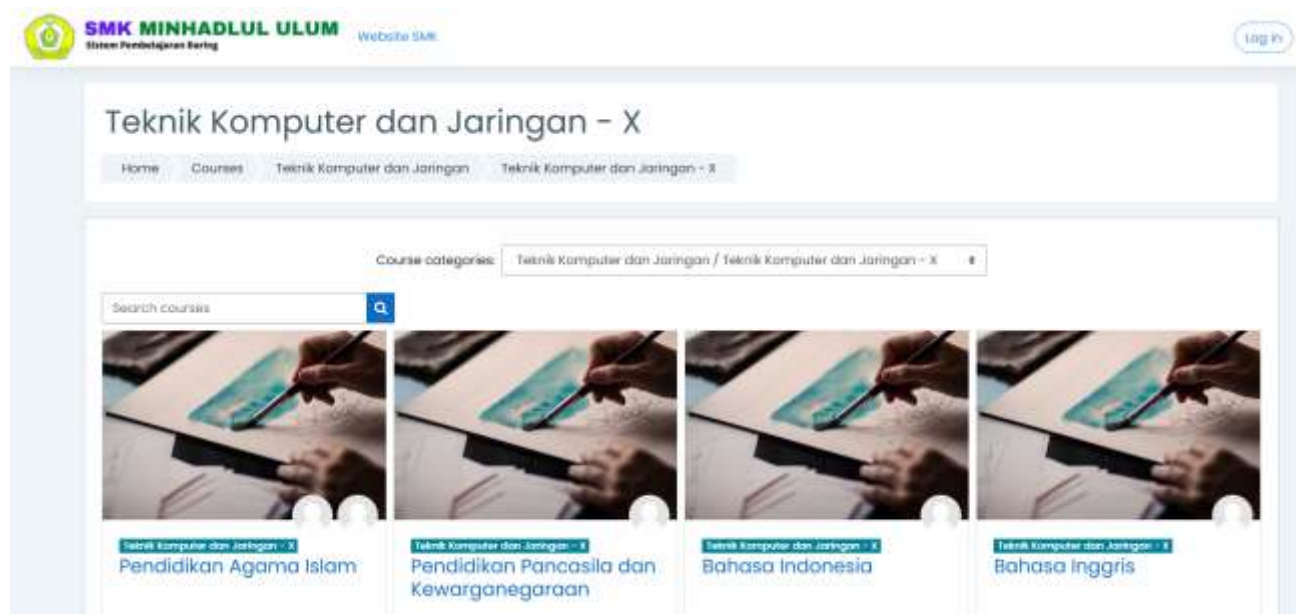 SMK MINHADLUL ULUM
Sistem Pembelajaran Daring
Website SMK
Log in
Teknik Komputer dan Jaringan - X
Home
Courses
Teknik Komputer dan Jaringan
Teknik Komputer dan Jaringan - X
Course categories:
Teknik Komputer dan Jaringan / Teknik Komputer dan Jaringan - X
Search courses
Teknik Komputer dan Jaringan - X
Pendidikan Agama Islam
Teknik Komputer dan Jaringan - X
Pendidikan Pancasila dan
Kewarganegaraan
Teknik Komputer dan Jaringan - X
Bahasa Indonesia
Teknik Komputer dan Jaringan - X
Bahasa Inggris